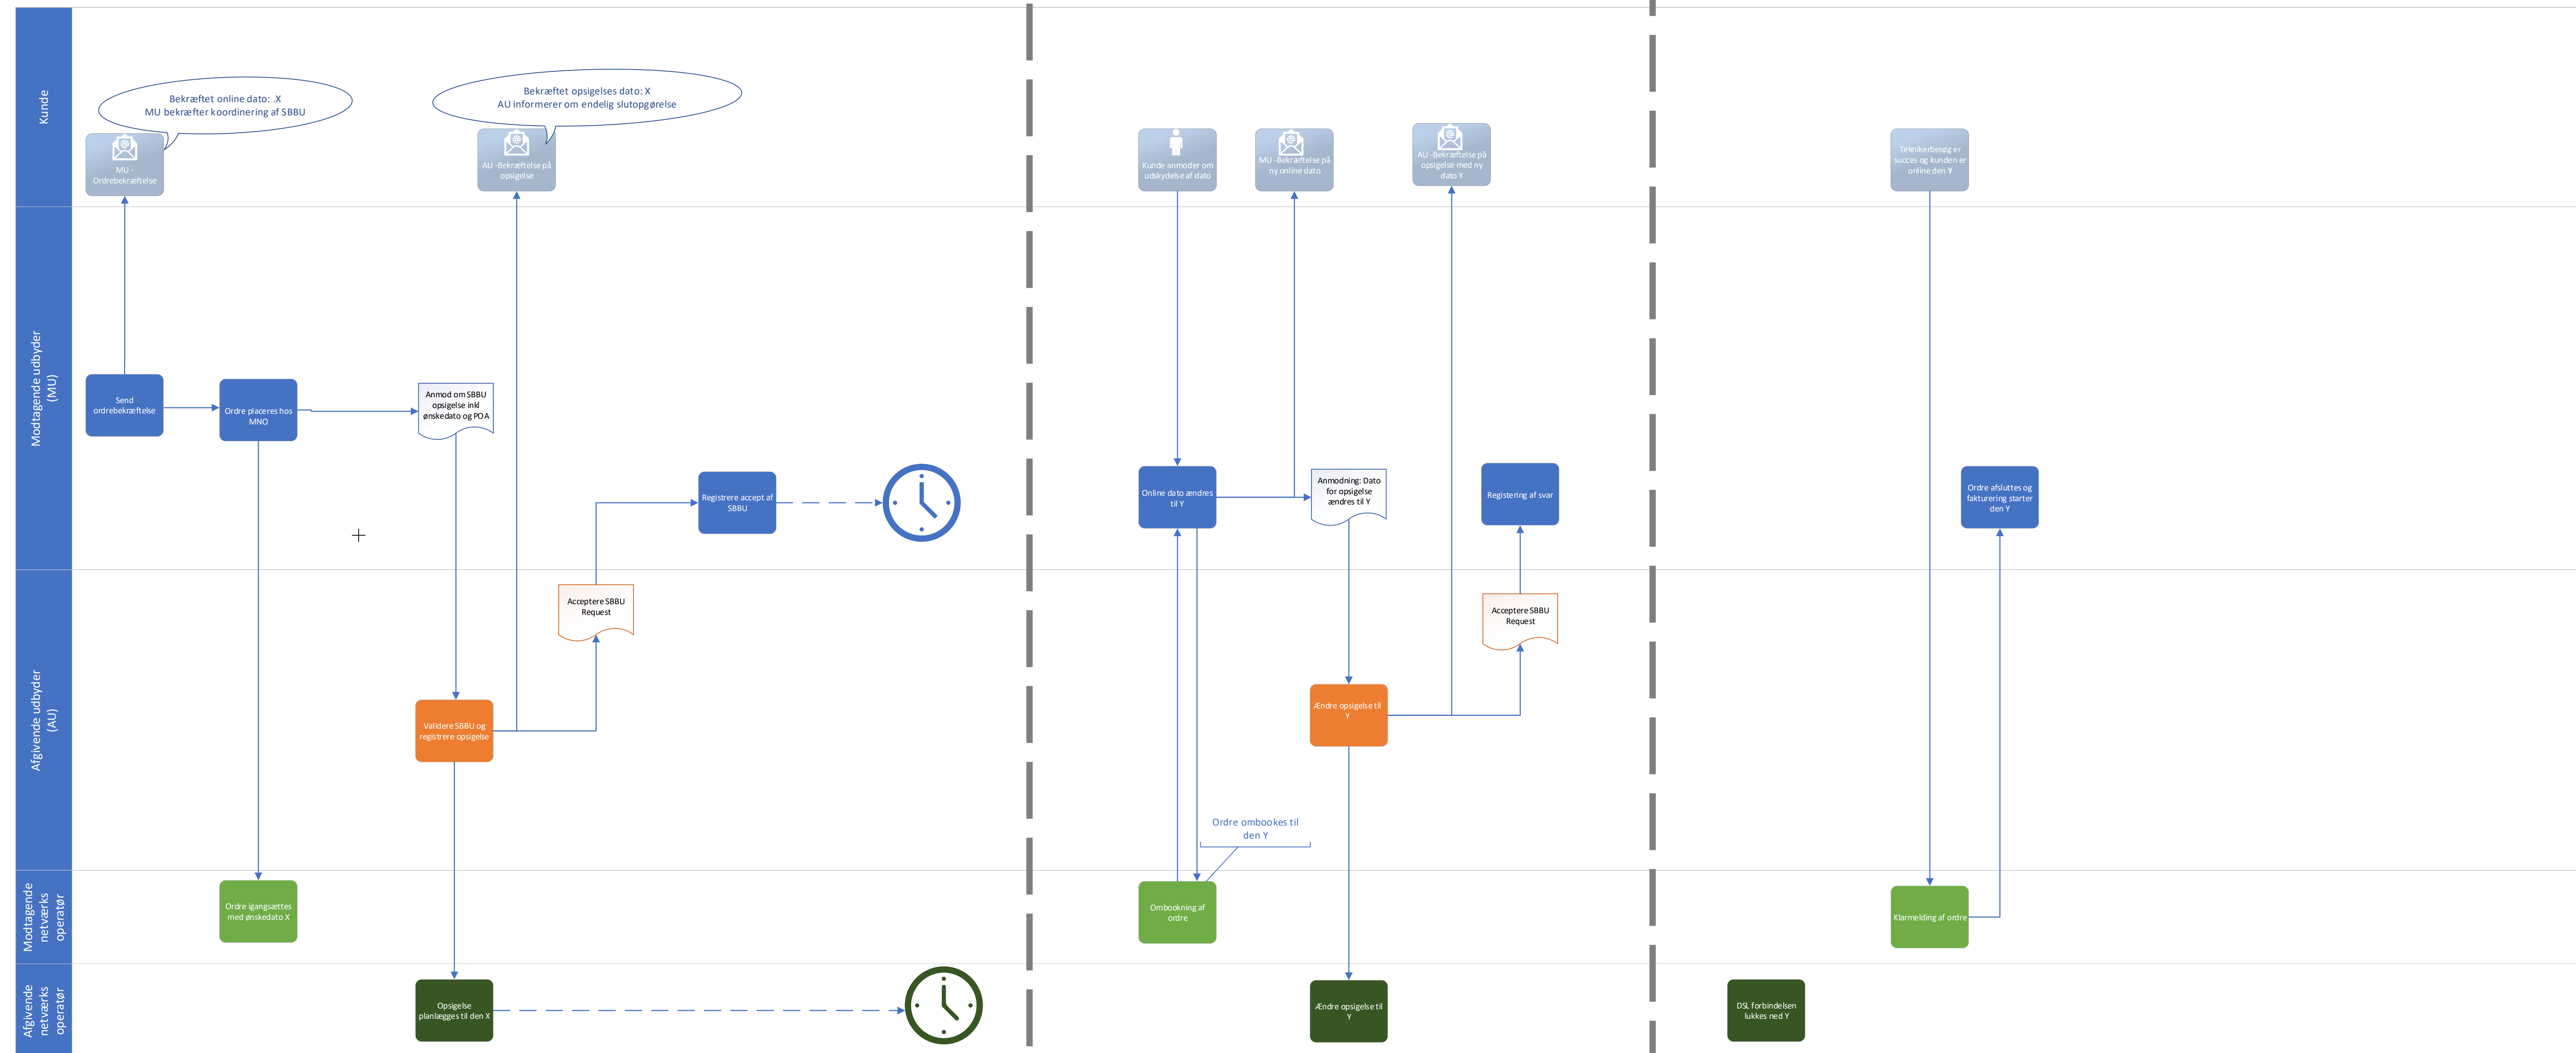 Kunde
Bekræftet online dato: .X
MU bekræfter koordinering af SBBU
Bekræftet opsigelses dato: X
AU informerer om endelig slutopgørelse
MU -
Ordrebekræftelse
AU -Bekræftelse på
opsigelse
Kunde anmoder om
udskydelse af dato
MU -Bekræftelse på
ny online dato
AU -Bekræftelse på
opsigelse med ny
dato Y
Teknikerbesøg er
succes og kunden er
online den Y
Modtagende udbyder
(MU)
Send
ordrebekræftelse
Ordre placeres hos
MNO
Anmod om SBBU
opsigelse inkl
ønskedato og POA
Registrere accept af
SBBU
Online dato ændres
til Y
Anmodning: Dato
for opsigelse
ændres til Y
Registering af svar
Ordre afsluttes og
fakturering starter
den Y
Afgivende udbyder
(AU)
Acceptere SBBU
Request
Validere SBBU og
registrere opsigelse
Acceptere SBBU
Request
Ændre opsigelse til
Y
Ordre ombookes til
den Y
Modtagende
netværks
operatør
Ordre igangsættes
med ønskedato X
Ombookning af
ordre
Klarmelding af ordre
Afgivende
netværks
operatør
Opsigelse
planlægges til den X
Ændre opsigelse til
Y
DSL forbindelsen
lukkes ned Y